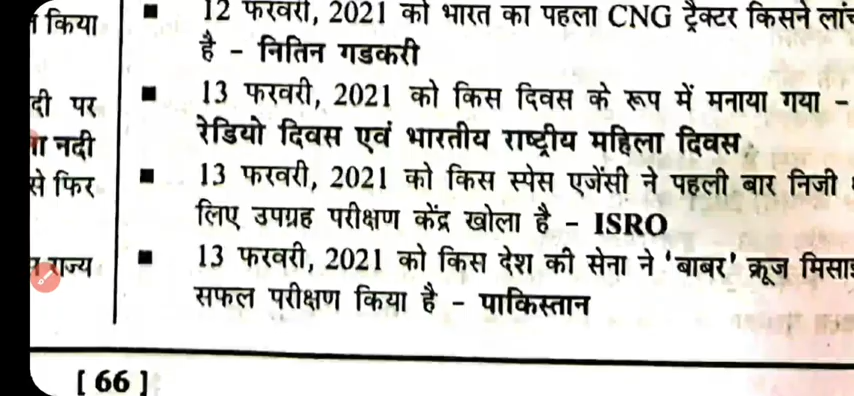 किया
दी पर
नदी
से फिर
राज्य
■ 12 फरवरी, 2021 को भारत का पहला CNG ट्रैक्टर किसने
है – नितिन गडकरी
■ 13 फरवरी, 2021 को किस दिवस के रूप में मनाया गया –
रेडियो दिवस एवं भारतीय राष्ट्रीय महिला दिवस
■ 13 फरवरी, 2021 को किस स्पेस एजेंसी ने पहली बार निजी
लिए उपग्रह परीक्षण केंद्र खोला है – ISRO
■ 13 फरवरी, 2021 को किस देश की सेना ने 'बाबर' क्रूज
सफल परीक्षण किया है – पाकिस्तान
[ 66 ]